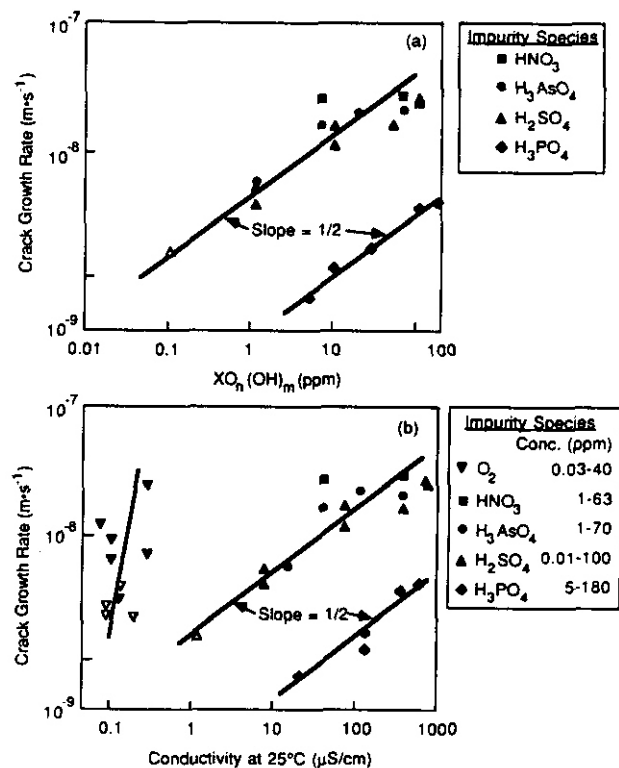 10⁻⁷
(a)
Crack Growth Rate (m•s⁻¹)
10⁻⁸
Slope = 1/2
10⁻⁹
0.01 0.1 1 10 100
XOₙ(OH)ₘ(ppm)
Impurity Species
HNO₃
H₃AsO₄
H₂SO₄
H₃PO₄
10⁻⁷
(b)
Crack Growth Rate (m•s⁻¹)
10⁻⁸
Slope = 1/2
10⁻⁹
0.1 1 10 100 1000
Conductivity at 25°C (μS/cm)
Impurity Species
Conc. (ppm)
O₂ 0.03-40
HNO₃ 1-63
H₃AsO₄ 1-70
H₂SO₄ 0.01-100
H₃PO₄ 5-180